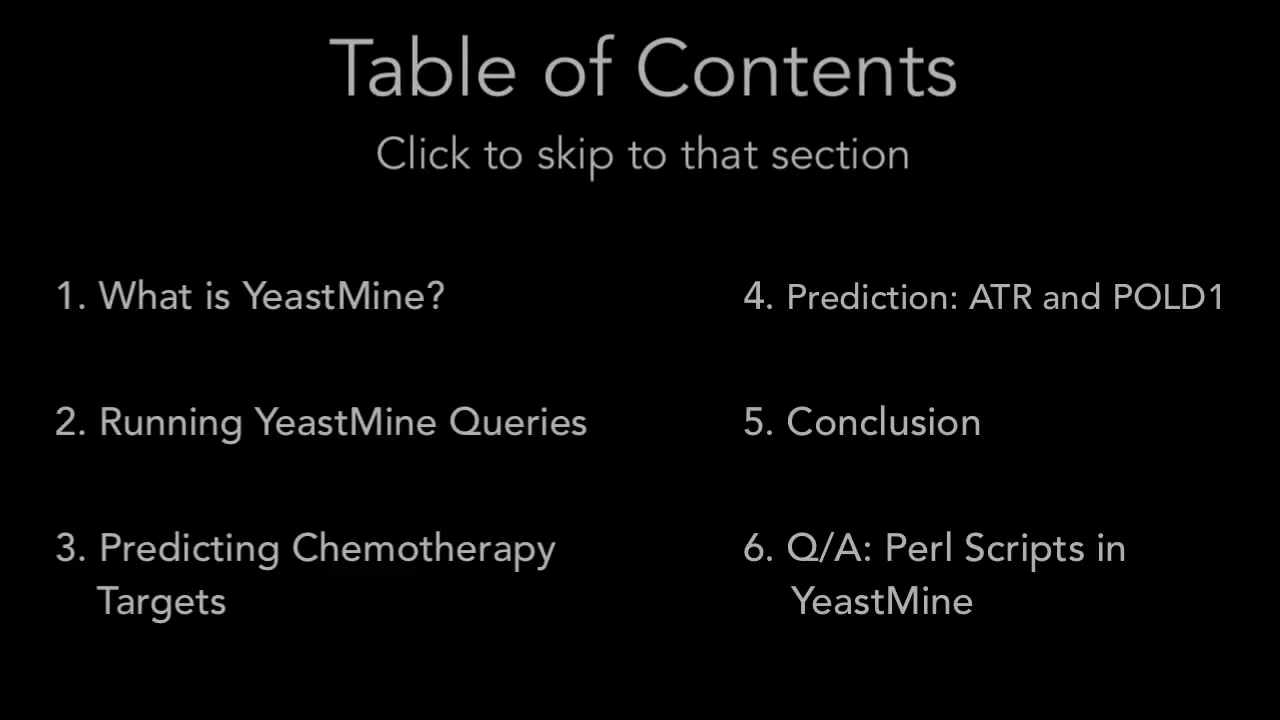 Table of Contents
Click to skip to that section
1. What is YeastMine?
2. Running YeastMine Queries
3. Predicting Chemotherapy
Targets
4. Prediction: ATR and POLD1
5. Conclusion
6. Q/A: Perl Scripts in
YeastMine